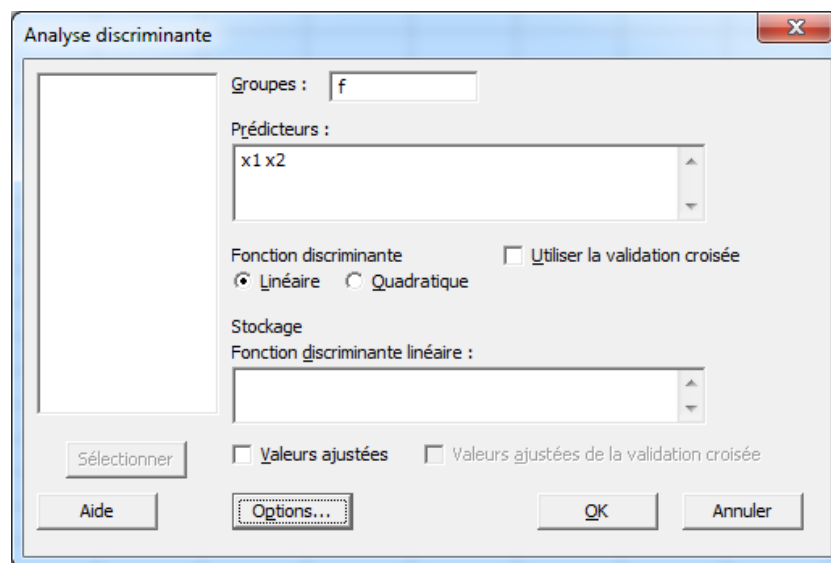 Analyse discriminante
Groupes : f
Prédicteurs :
x1 x2
Fonction discriminante Utiliser la validation croisée
Linéaire Quadratique
Stockage
Fonction discriminante linéaire :
Sélectionner Valeurs ajustées Valeurs ajustées de la validation croisée
Aide Options... OK Annuler